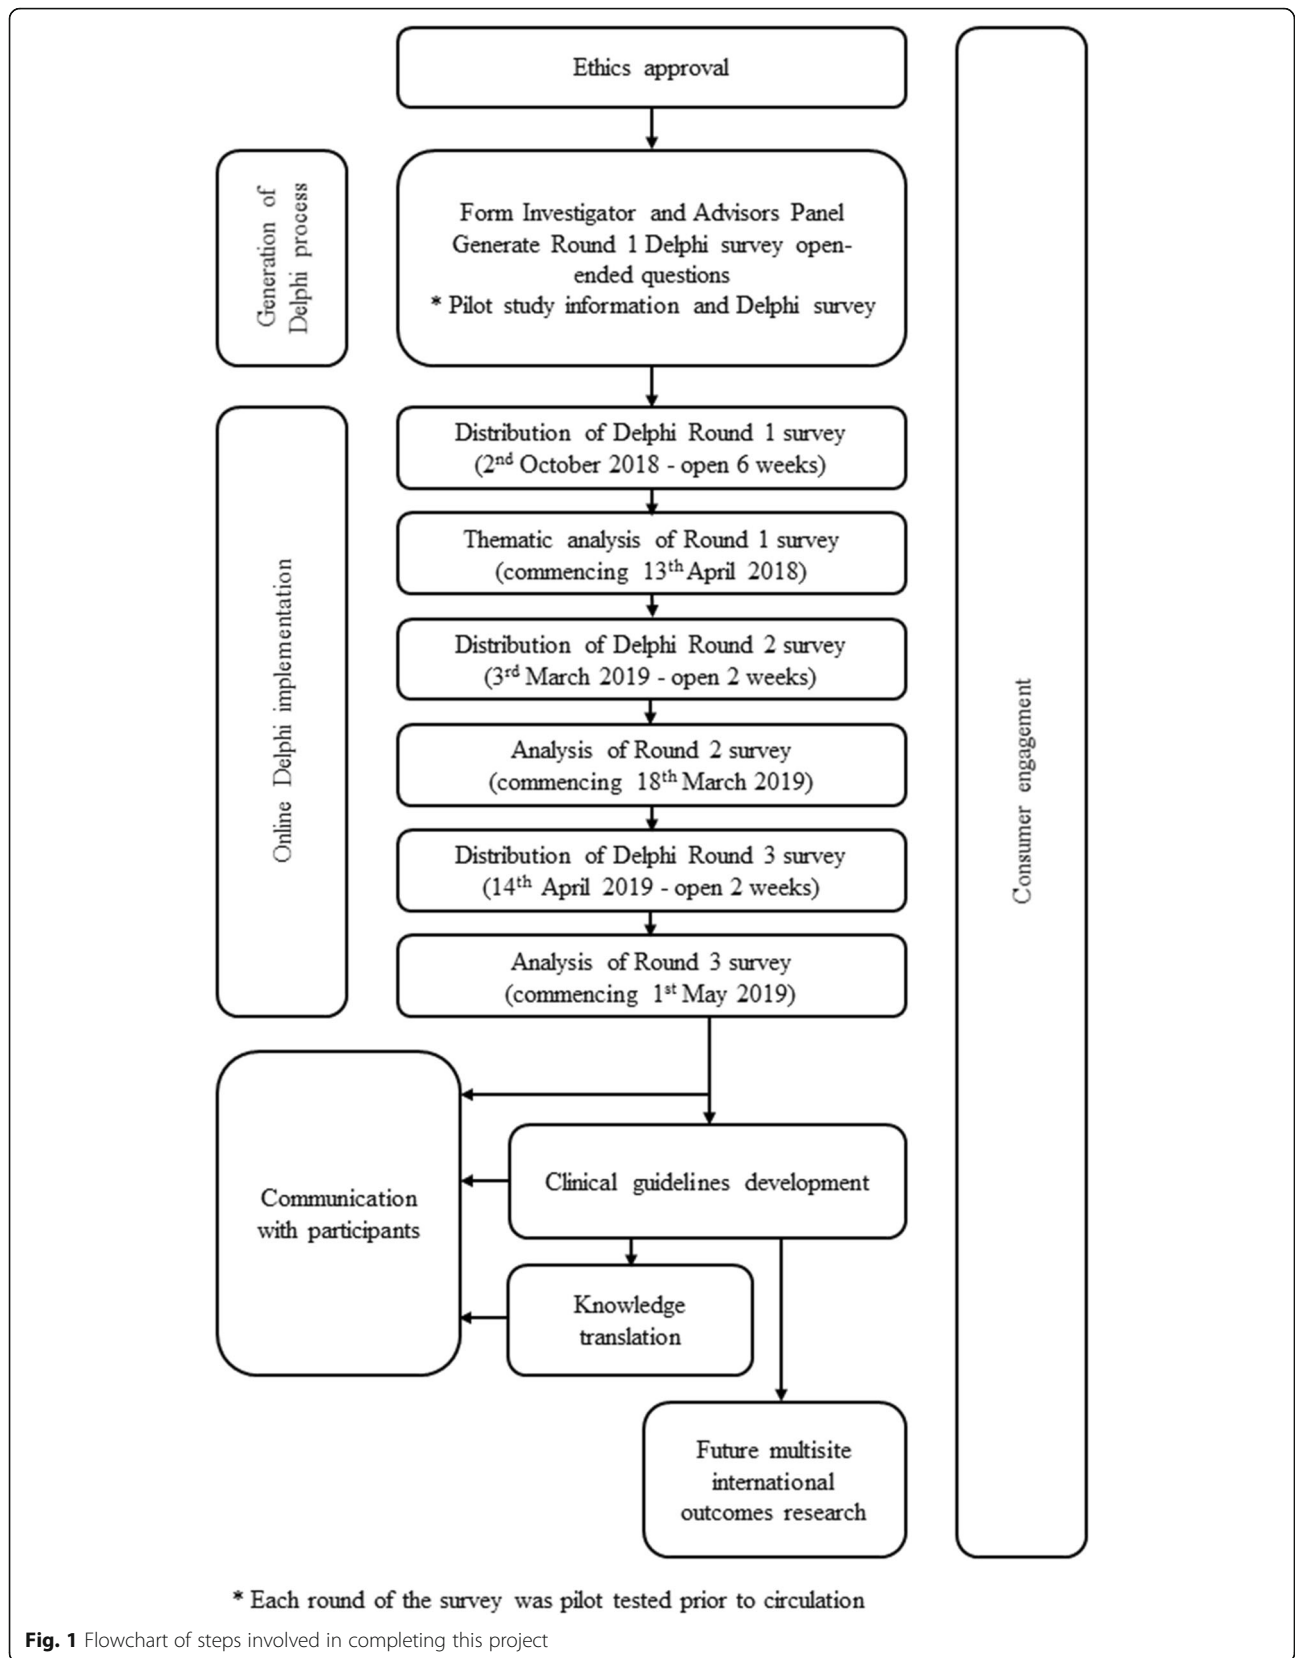 Ethics approval
Generation of
Delphi process
Form Investigator and Advisors Panel
Generate Round 1 Delphi survey open-
ended questions
* Pilot study information and Delphi survey
Online Delphi implementation
Distribution of Delphi Round 1 survey
(2nd October 2018 - open 6 weeks)
Thematic analysis of Round 1 survey
(commencing 13th April 2018)
Distribution of Delphi Round 2 survey
(3rd March 2019 - open 2 weeks)
Analysis of Round 2 survey
(commencing 18th March 2019)
Distribution of Delphi Round 3 survey
(14th April 2019 - open 2 weeks)
Analysis of Round 3 survey
(commencing 1st May 2019)
Consumer engagement
Communication
with participants
Clinical guidelines development
Knowledge
translation
Future multisite
international
outcomes research
* Each round of the survey was pilot tested prior to circulation
Fig. 1 Flowchart of steps involved in completing this project